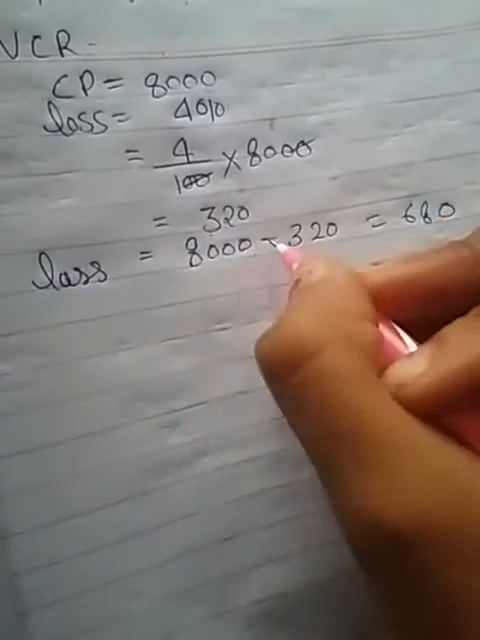 VCR -
CP = 8000
loss = 4%
= 4/100 × 8000
= 320
loss = 8000 - 320 = 680